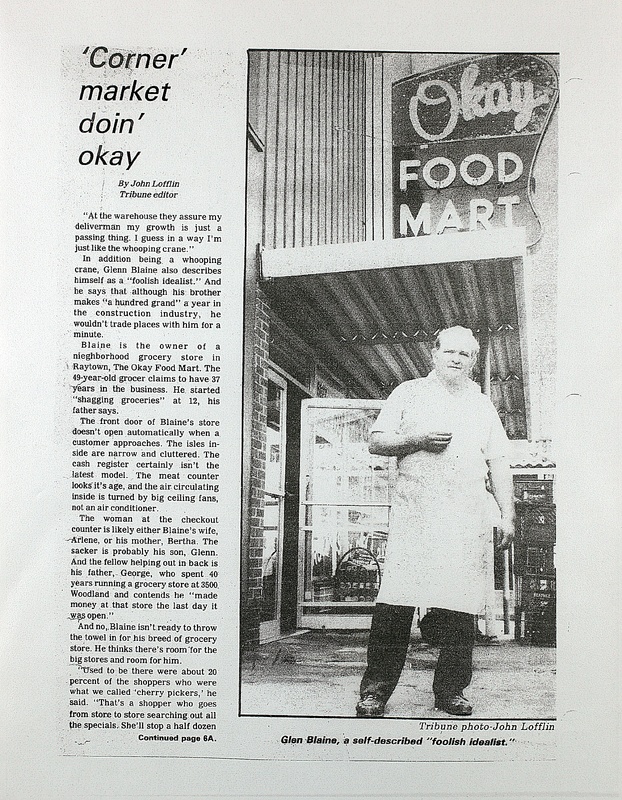 'Corner'
market
doin'
okay
By John Lofflin
Tribune editor
"At the warehouse they assure my
deliverman my growth is just a
passing thing. I guess in a way I'm
just like the whooping crane."
In addition being a whooping
crane, Glenn Blaine also describes
himself as a "foolish idealist." And
he says that although his brother
makes "a hundred grand" a year in
the construction industry, he
wouldn't trade places with him for a
minute.
Blaine is the owner of a
nieghborhood grocery store in
Raytown, The Okay Food Mart. The
49-year-old grocer claims to have 37
years in the business. He started
"shagging groceries" at 12, his
father says.
The front door of Blaine's store
doesn't open automatically when a
customer approaches. The isles in-
side are narrow and cluttered. The
cash register certainly isn't the
latest model. The meat counter
looks it's age, and the air circulating
inside is turned by big ceiling fans,
not an air conditioner.
The woman at the checkout
counter is likely either Blaine's wife,
Arlene, or his mother, Bertha. The
sacker is probably his son, Glenn.
And the fellow helping out in back is
his father, George, who spent 40
years running a grocery store at 3500
Woodland and contends he "made
money at that store the last day it
was open."
And no, Blaine isn't ready to throw
the towel in for his breed of grocery
store. He thinks there's room for the
big stores and room for him.
"Used to be there were about 20
percent of the shoppers who were
what we called 'cherry pickers,' he
said. "That's a shopper who goes
from store to store searching out all
the specials. She'll stop a half dozen
Continued page 6A.
Okay
FOOD
MART
Tribune photo-John Lofflin
Glen Blaine, a self-described "foolish idealist."